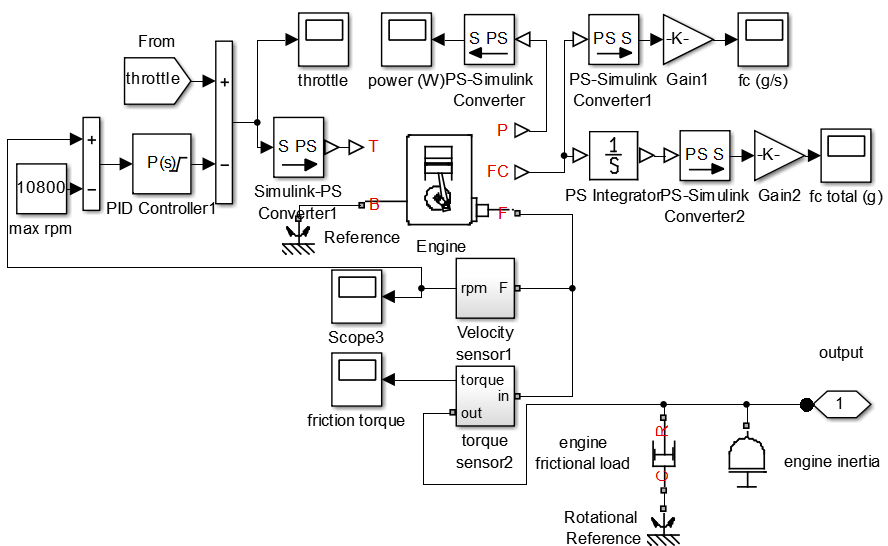 From
throttle
+
−
throttle
power (W)
S PS
PS-Simulink
Converter
PS S
PS-Simulink
Converter1
-K-
Gain1
fc (g/s)
+
−
10800
max rpm
P(s)
PID Controller1
S PS
Simulink-PS
Converter1
T
P
FC
B
F
Reference
Engine
1
s
PS Integrator
PS S
PS-Simulink
Converter2
-K-
Gain2
fc total (g)
Scope3
rpm
F
Velocity
sensor1
friction torque
torque
in
out
torque
sensor2
engine
frictional load
R
C
Rotational
Reference
output
1
engine inertia